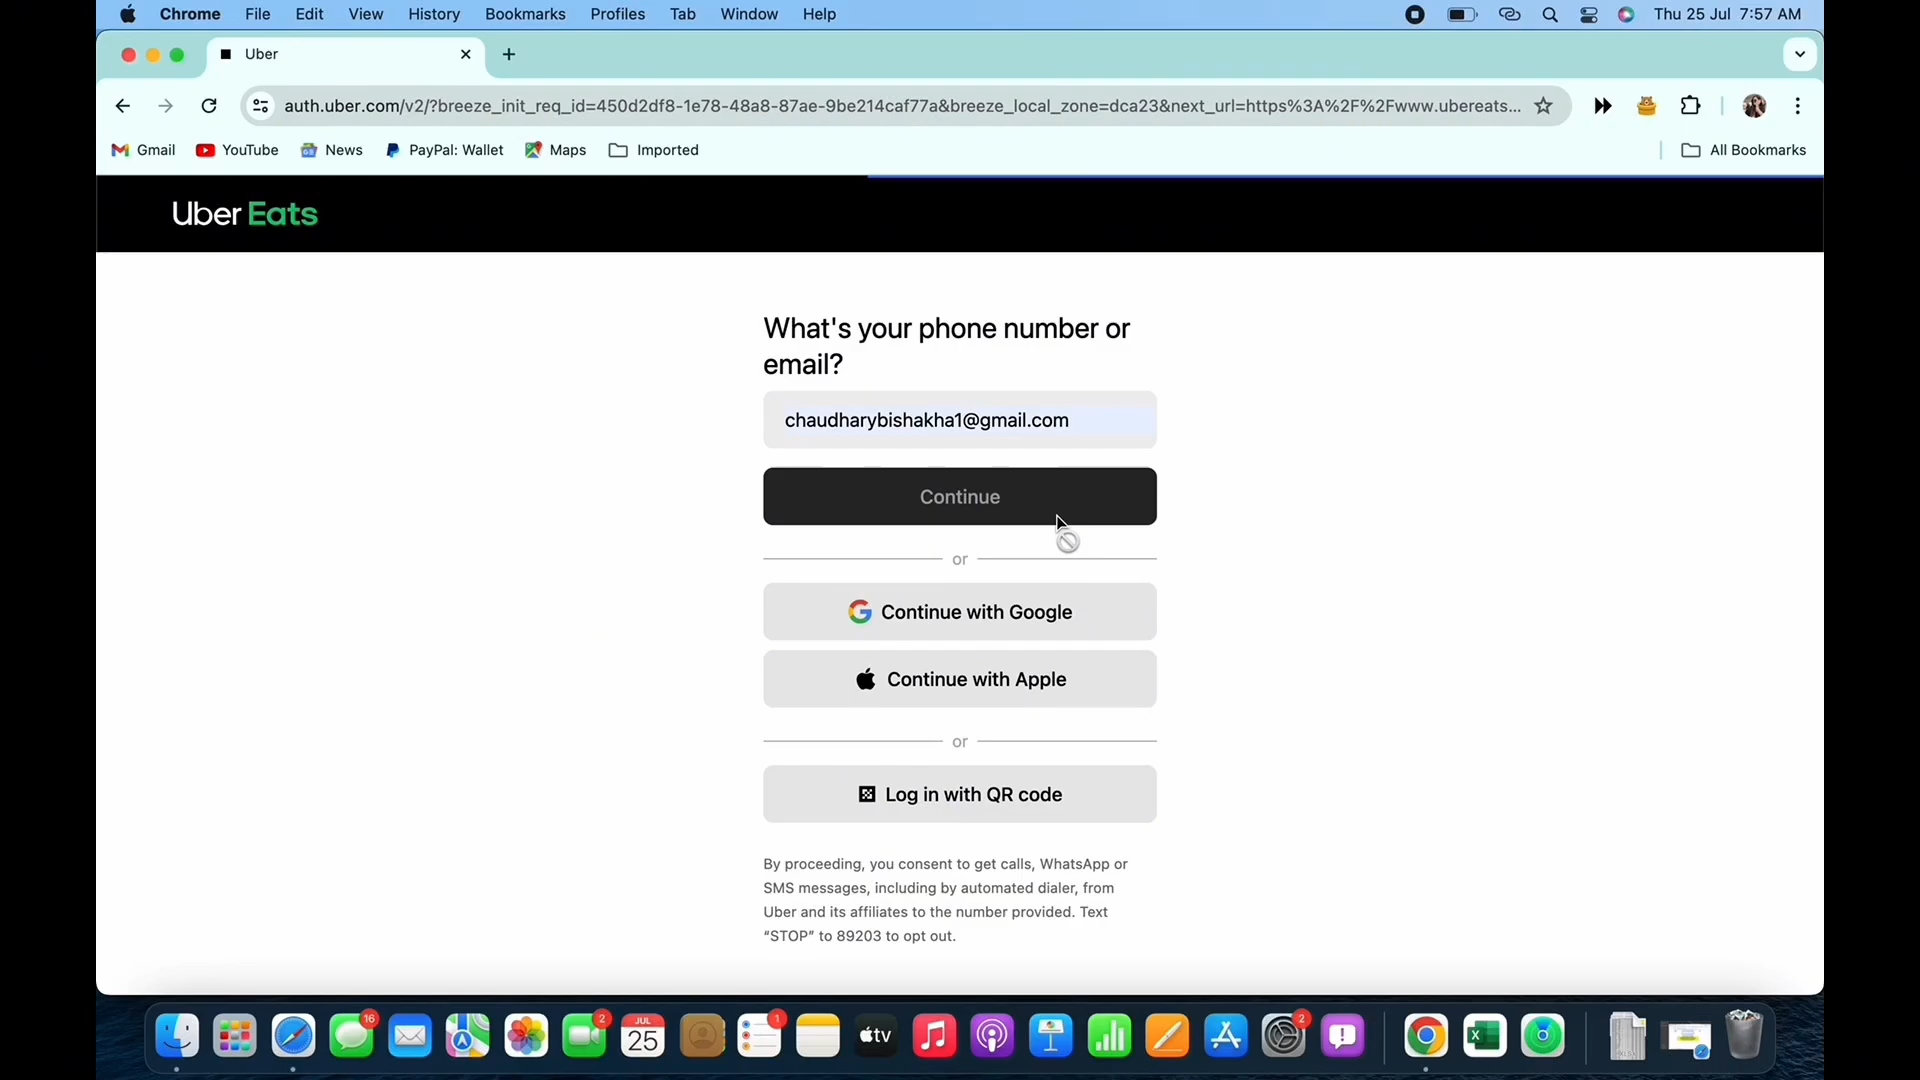 Chrome File Edit View History Bookmarks Profiles Tab Window Help Thu 25 Jul 7:57 AM
Uber
auth.uber.com/v2/?breeze_init_req_id=450d2df8-1e78-48a8-87ae-9be214caf77a&breeze_local_zone=dca23&next_url=https%3A%2F%2Fwww.ubereats...
Gmail YouTube News PayPal: Wallet Maps Imported All Bookmarks
Uber Eats
What's your phone number or
email?
chaudharybishakha1@gmail.com
Continue
or
Continue with Google
Continue with Apple
or
Log in with QR code
By proceeding, you consent to get calls, WhatsApp or
SMS messages, including by automated dialer, from
Uber and its affiliates to the number provided. Text
“STOP” to 89203 to opt out.
16 2 JUL 25 1 tv 2